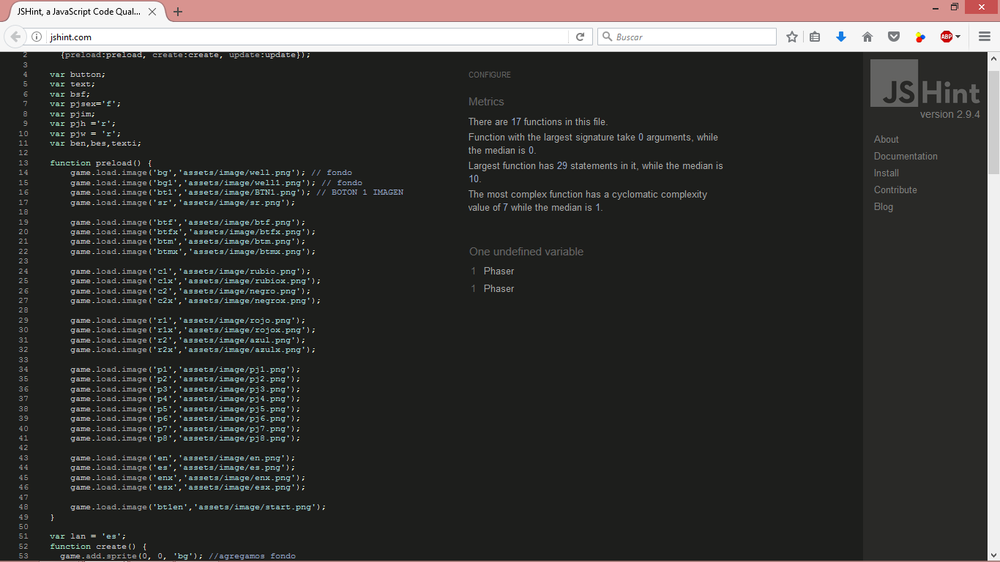 JSHint, a JavaScript Code Qual...
jshint.com
Buscar
ABP
2 {preload:preload, create:create, update:update});
3
4 var button;
5 var text;
6 var bsf;
7 var pjsex='f';
8 var pjim;
9 var pjh ='r';
10 var pjw = 'r';
11 var ben,bes,texti;
12
13 function preload() {
14 game.load.image('bg','assets/image/well.png'); // fondo
15 game.load.image('bg1','assets/image/well1.png'); // fondo
16 game.load.image('bt1','assets/image/BTN1.png'); // BOTON 1 IMAGEN
17 game.load.image('sr','assets/image/sr.png');
18
19 game.load.image('btf','assets/image/btf.png');
20 game.load.image('btfx','assets/image/btfx.png');
21 game.load.image('btm','assets/image/btm.png');
22 game.load.image('btmx','assets/image/btmx.png');
23
24 game.load.image('c1','assets/image/rubio.png');
25 game.load.image('c1x','assets/image/rubiox.png');
26 game.load.image('c2','assets/image/negro.png');
27 game.load.image('c2x','assets/image/negrox.png');
28
29 game.load.image('r1','assets/image/rojo.png');
30 game.load.image('r1x','assets/image/rojox.png');
31 game.load.image('r2','assets/image/azul.png');
32 game.load.image('r2x','assets/image/azulx.png');
33
34 game.load.image('p1','assets/image/pj1.png');
35 game.load.image('p2','assets/image/pj2.png');
36 game.load.image('p3','assets/image/pj3.png');
37 game.load.image('p4','assets/image/pj4.png');
38 game.load.image('p5','assets/image/pj5.png');
39 game.load.image('p6','assets/image/pj6.png');
40 game.load.image('p7','assets/image/pj7.png');
41 game.load.image('p8','assets/image/pj8.png');
42
43 game.load.image('en','assets/image/en.png');
44 game.load.image('es','assets/image/es.png');
45 game.load.image('enx','assets/image/enx.png');
46 game.load.image('esx','assets/image/esx.png');
47
48 game.load.image('bt1en','assets/image/start.png');
49 }
50
51 var lan = 'es';
52 function create() {
53 game.add.sprite(0, 0, 'bg'); //agregamos fondo
CONFIGURE
Metrics
There are 17 functions in this file.
Function with the largest signature take 0 arguments, while
the median is 0.
Largest function has 29 statements in it, while the median is
10.
The most complex function has a cyclomatic complexity
value of 7 while the median is 1.
One undefined variable
1 Phaser
1 Phaser
JSHint
version 2.9.4
About
Documentation
Install
Contribute
Blog